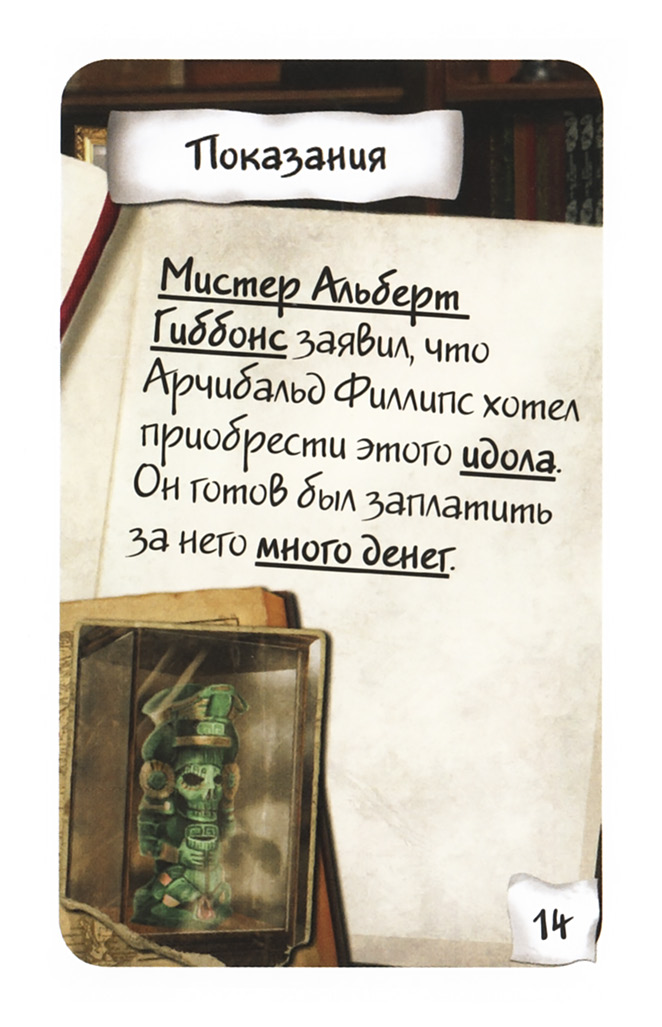 Показания
Мистер Альберт
Гиббонс заявил, что
Арчибальд Филлипс хотел
приобрести этого идола.
Он готов был заплатить
за него много денег.
14